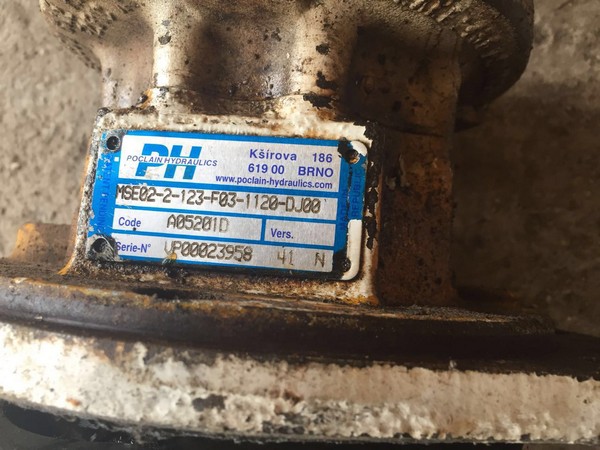 PH
POCLAIN HYDRAULICS
Kšírova 186
619 00 BRNO
www.poclain-hydraulics.com
MSE02-2-123-F03-1120-DJ00
Code A05201D Vers.
Serie-N° VP00023958 41 N